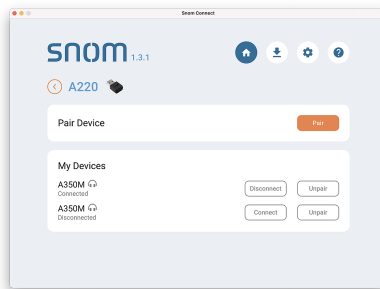 Snom Connect
snom 1.3.1
A220
Pair Device
Pair
My Devices
A350M
Connected
Disconnect
Unpair
A350M
Disconnected
Connect
Unpair